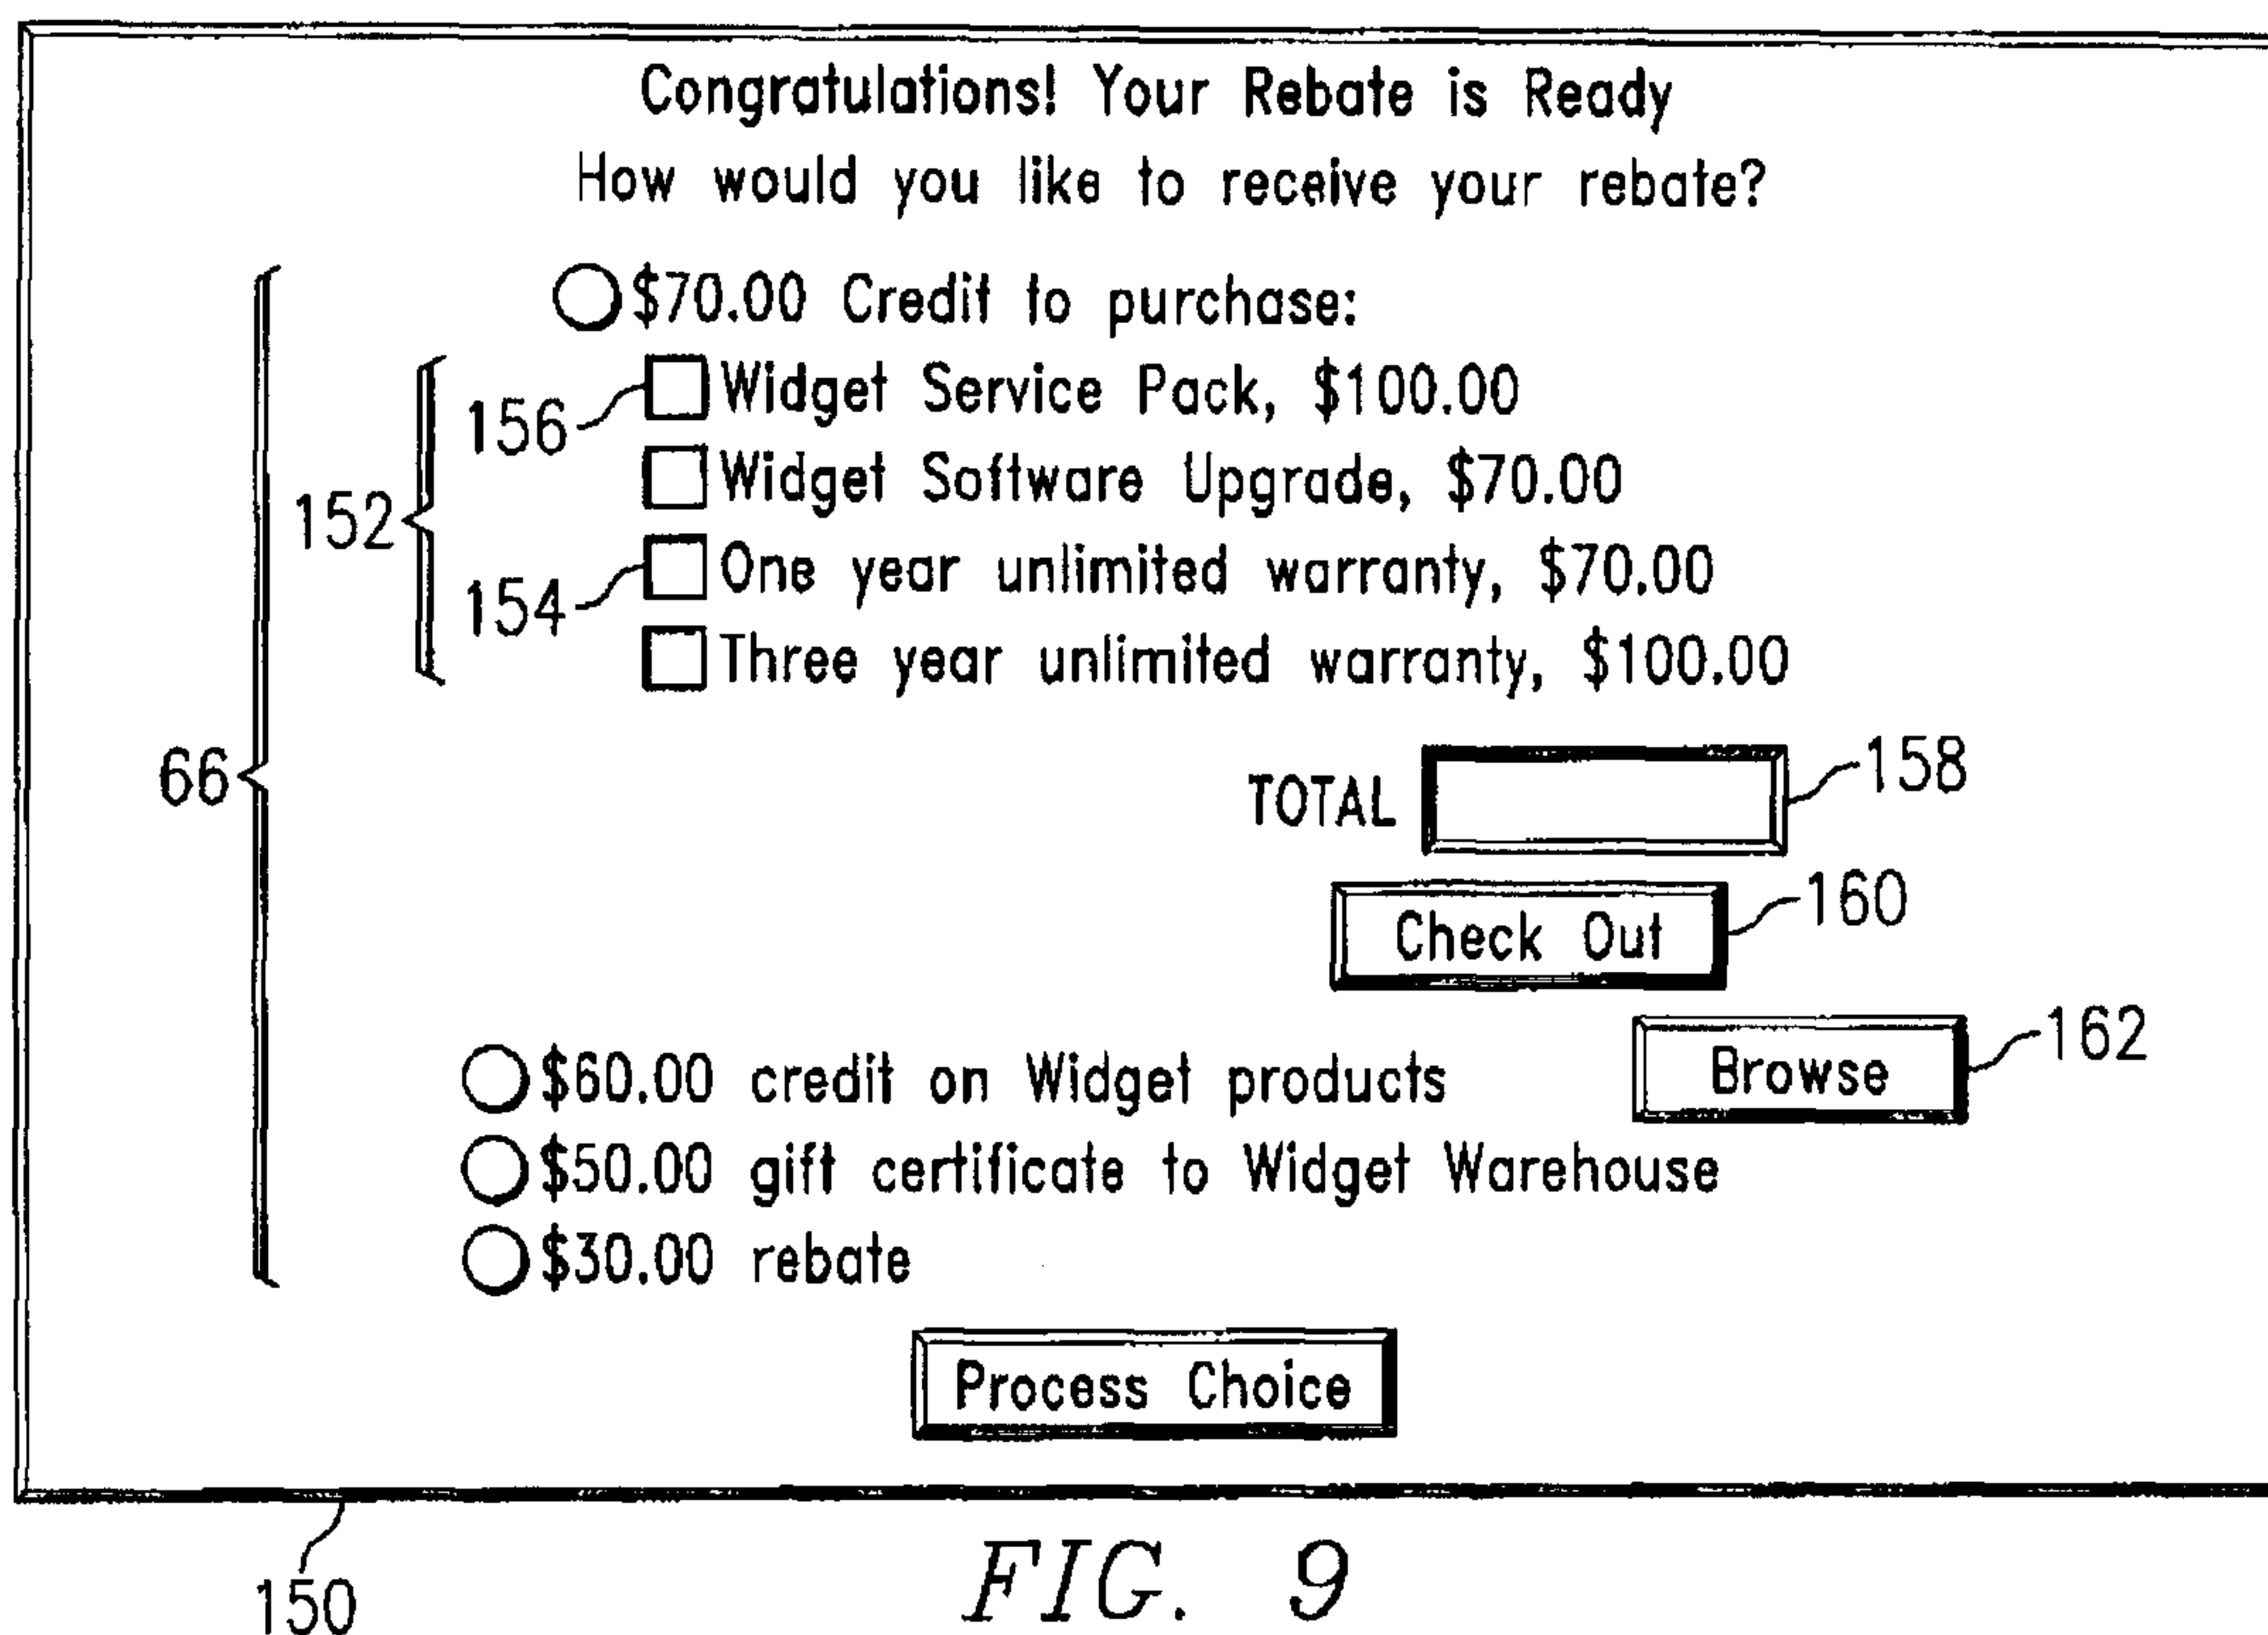 Congratulations! Your Rebate is Ready
How would you like to receive your rebate?
$70.00 Credit to purchase:
156 Widget Service Pack, $100.00
Widget Software Upgrade, $70.00
152
154 One year unlimited warranty, $70.00
Three year unlimited warranty, $100.00
66 TOTAL 158
Check Out 160
$60.00 credit on Widget products Browse 162
$50.00 gift certificate to Widget Warehouse
$30.00 rebate
Process Choice
150
FIG. 9